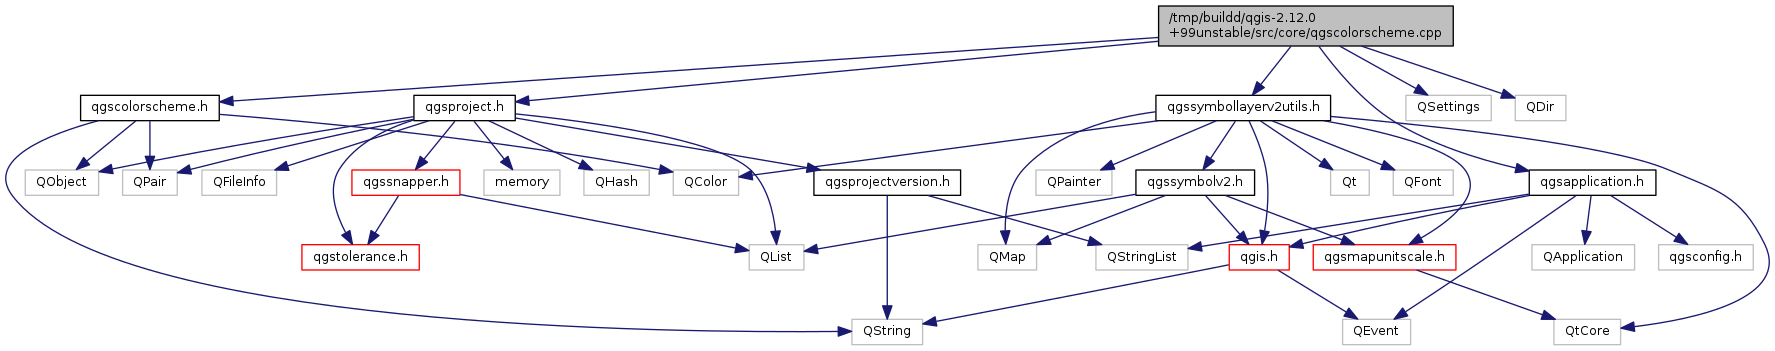 /tmp/buildd/qgis-2.12.0
+99unstable/src/core/qgscolorscheme.cpp
qgscolorscheme.h
qgsproject.h
qgssymbollayerv2utils.h
QSettings
QDir
QObject
QPair
QFileInfo
qgssnapper.h
memory
QHash
QColor
qgsprojectversion.h
QPainter
qgssymbolv2.h
Qt
QFont
qgsapplication.h
qgstolerance.h
QList
QMap
QStringList
qgis.h
qgsmapunitscale.h
QApplication
qgsconfig.h
QString
QEvent
QtCore